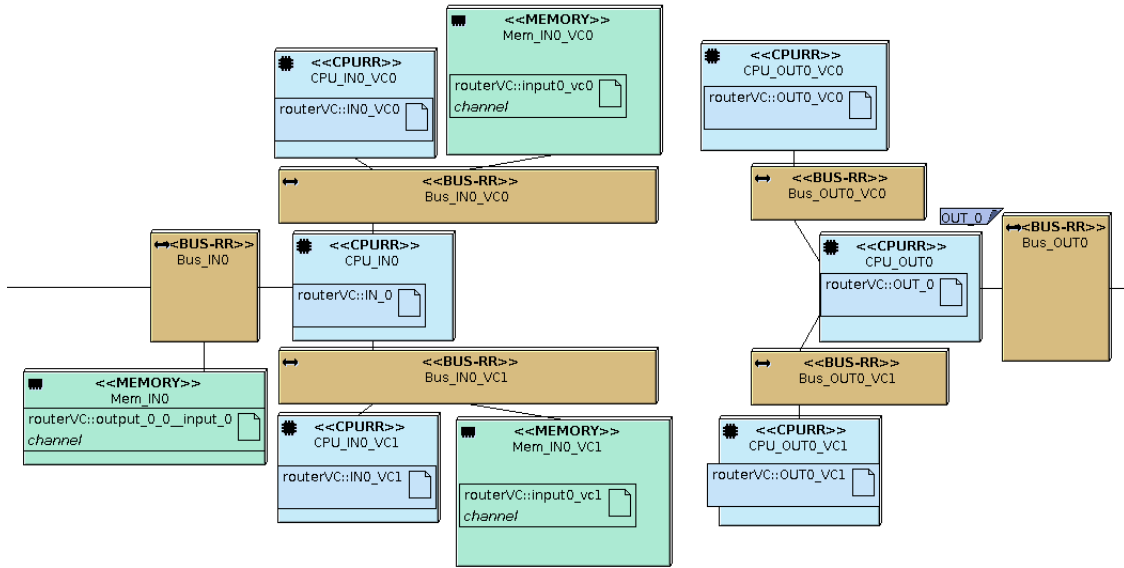 <<MEMORY>>
Mem_IN0_VC0
routerVC::input0_vc0
channel
<<CPURR>>
CPU_IN0_VC0
routerVC::IN0_VC0
<<CPURR>>
CPU_OUT0_VC0
routerVC::OUT0_VC0
<<BUS-RR>>
Bus_IN0_VC0
<<BUS-RR>>
Bus_OUT0_VC0
OUT_0
<BUS-RR>>
Bus_IN0
<<CPURR>>
CPU_IN0
routerVC::IN_0
<<CPURR>>
CPU_OUT0
routerVC::OUT_0
<BUS-RR>>
Bus_OUT0
<<BUS-RR>>
Bus_IN0_VC1
<<BUS-RR>>
Bus_OUT0_VC1
<<MEMORY>>
Mem_IN0
routerVC::output_0_0__input_0
channel
<<CPURR>>
CPU_IN0_VC1
routerVC::IN0_VC1
<<MEMORY>>
Mem_IN0_VC1
routerVC::input0_vc1
channel
<<CPURR>>
CPU_OUT0_VC1
routerVC::OUT0_VC1